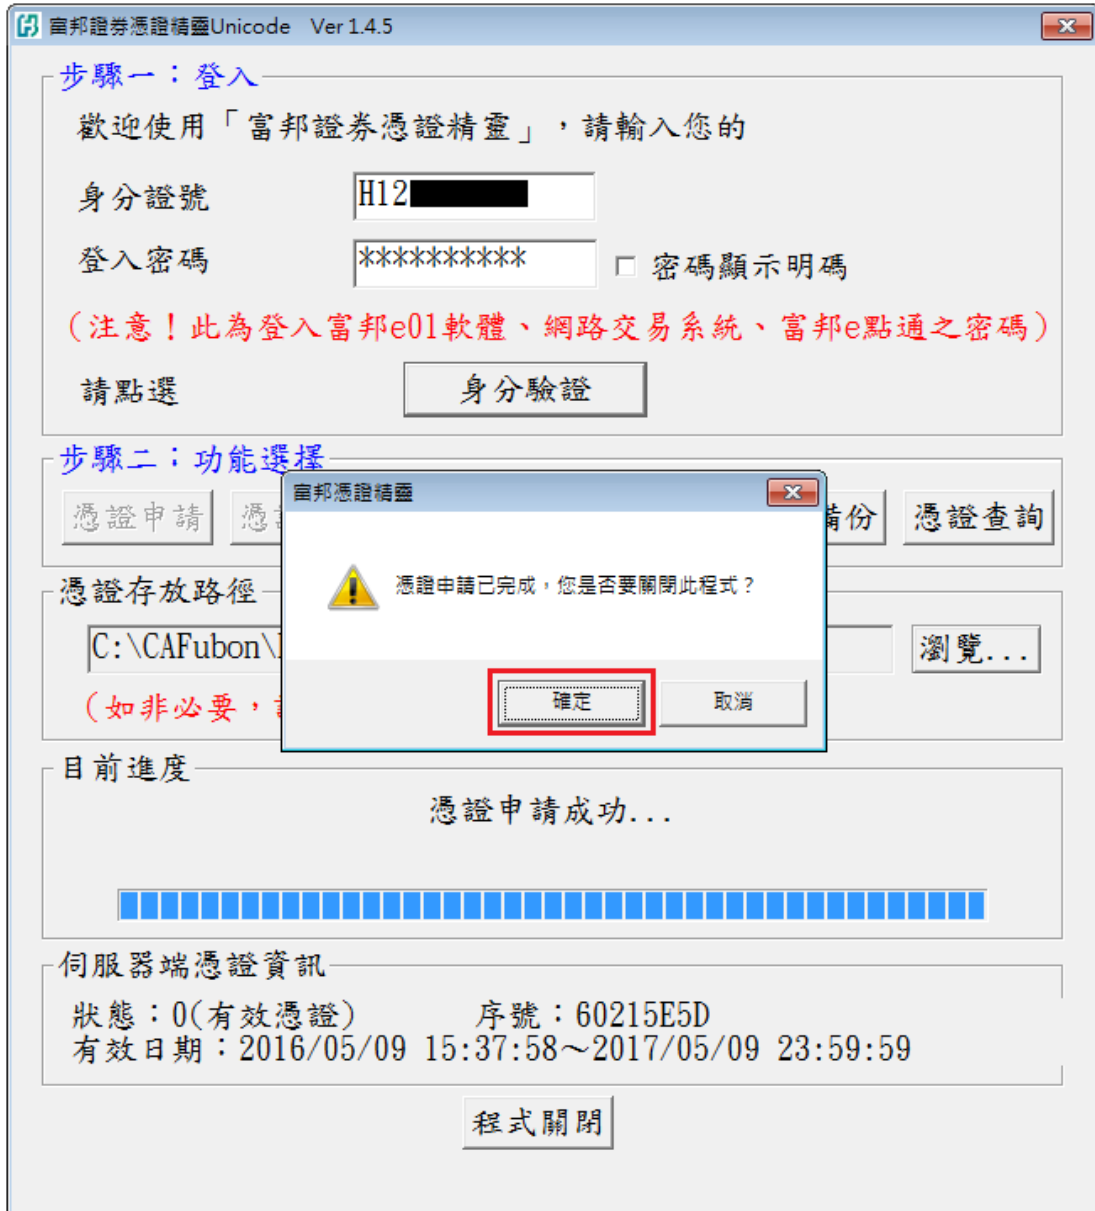 富邦證券憑證精靈Unicode Ver 1.4.5
步驟一：登入
歡迎使用「富邦證券憑證精靈」，請輸入您的
身分證號 H12
登入密碼 ********** 密碼顯示明碼
(注意！此為登入富邦e01軟體、網路交易系統、富邦e點通之密碼)
請點選 身分驗證
步驟二：功能選擇
憑證申請 憑 備份 憑證查詢
富邦憑證精靈
憑證申請已完成，您是否要關閉此程式？
確定 取消
憑證存放路徑
C:\CAFubon\ 瀏覽...
(如非必要，
目前進度
憑證申請成功...
伺服器端憑證資訊
狀態：0(有效憑證) 序號：60215E5D
有效日期：2016/05/09 15:37:58～2017/05/09 23:59:59
程式關閉